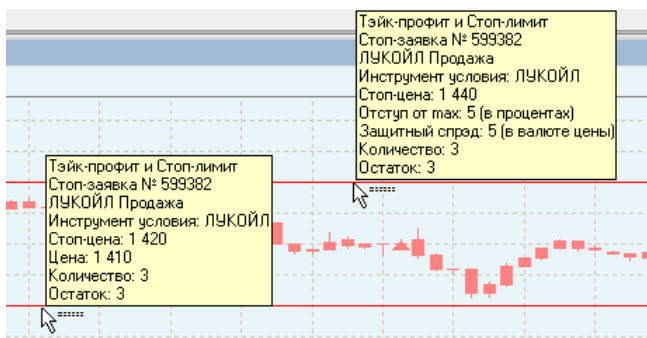 Тэйк-профит и Стоп-лимит
Стоп-заявка № 599382
ЛУКОЙЛ Продажа
Инструмент условия: ЛУКОЙЛ
Стоп-цена: 1 440
Отступ от max: 5 (в процентах)
Защитный спрэд: 5 (в валюте цены)
Количество: 3
Остаток: 3
Тэйк-профит и Стоп-лимит
Стоп-заявка № 599382
ЛУКОЙЛ Продажа
Инструмент условия: ЛУКОЙЛ
Стоп-цена: 1 420
Цена: 1 410
Количество: 3
Остаток: 3